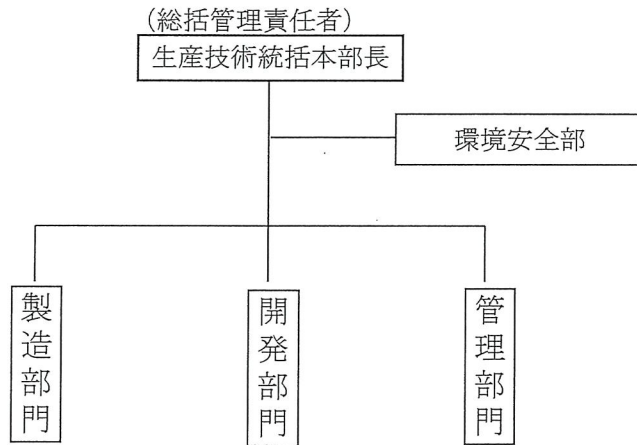 (総括管理責任者)
生産技術統括本部長
環境安全部
製造部門
開発部門
管理部門